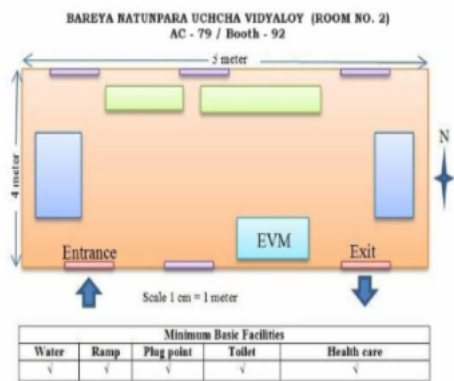 BAREYA NATUNPARA UCHCHA VIDYALOY (ROOM NO. 2)
AC - 79 / Booth - 92
5 meter
4 meter
N
EVM
Entrance
Exit
Scale 1 cm = 1 meter
Minimum Basic Facilities
Water Ramp Plug point Toilet Health care
√ √ √ √ √